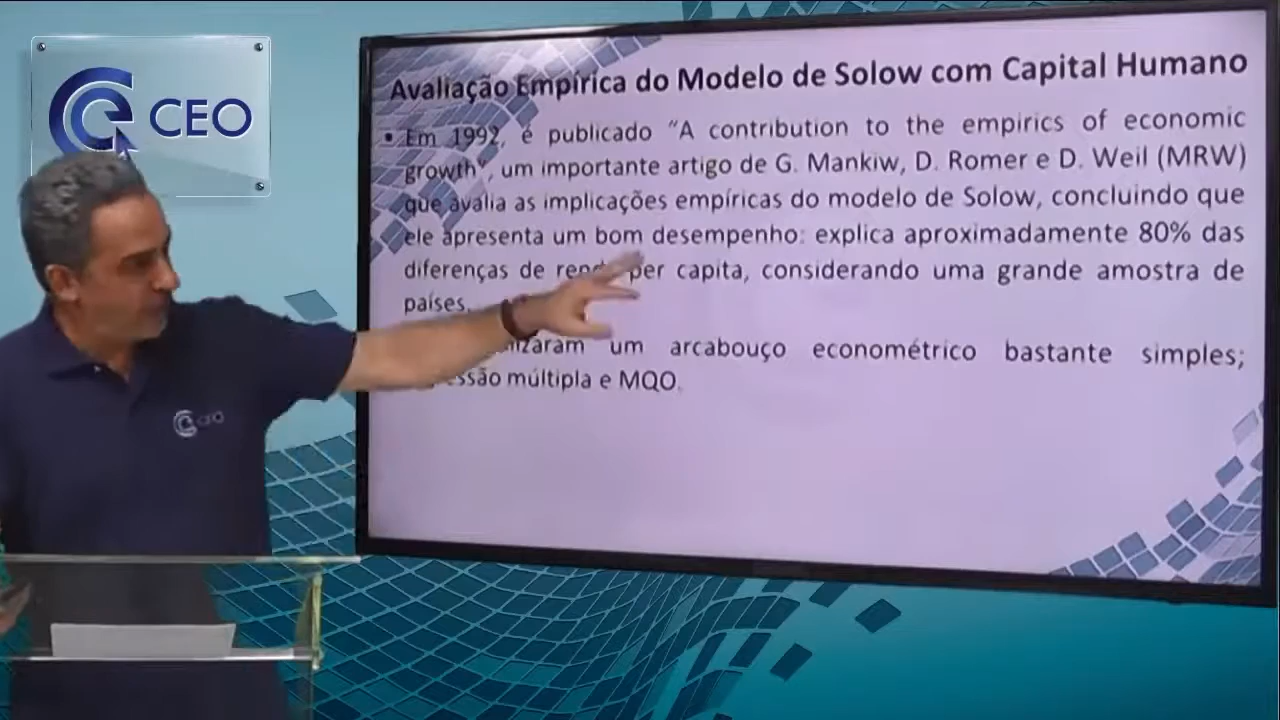 CEO
Avaliação Empírica do Modelo de Solow com Capital Humano
• Em 1992, é publicado “A contribution to the empirics of economic
growth”, um importante artigo de G. Mankiw, D. Romer e D. Weil (MRW)
que avalia as implicações empíricas do modelo de Solow, concluindo que
ele apresenta um bom desempenho: explica aproximadamente 80% das
diferenças de per capita, considerando uma grande amostra de
países.
um arcabouço econométrico bastante simples;
múltipla e MQO.
CEO